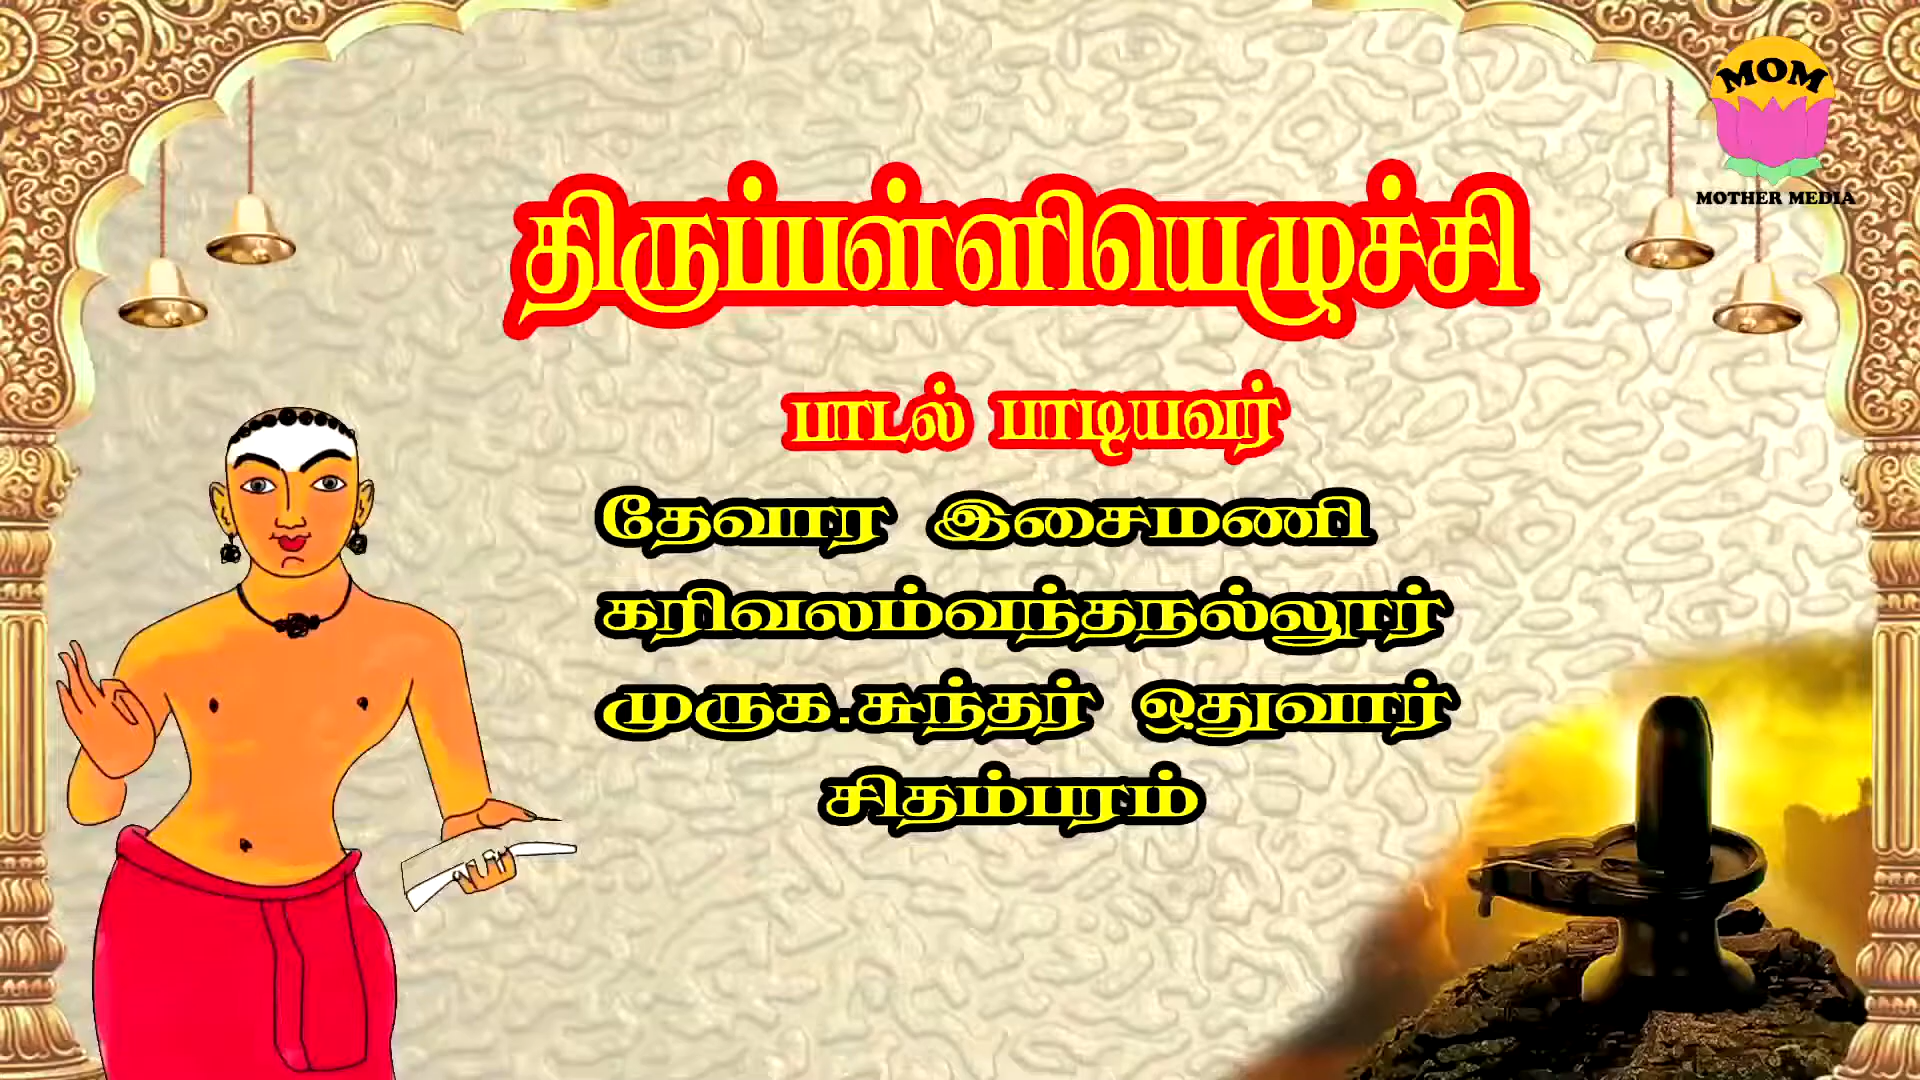 MOM
MOTHER MEDIA
திருப்பள்ளியெழுச்சி
பாடல் பாடியவர்
தேவார இசைமணி
கரிவலம்வந்தநல்லூர்
முருக.சுந்தர் ஓதுவார்
சிதம்பரம்